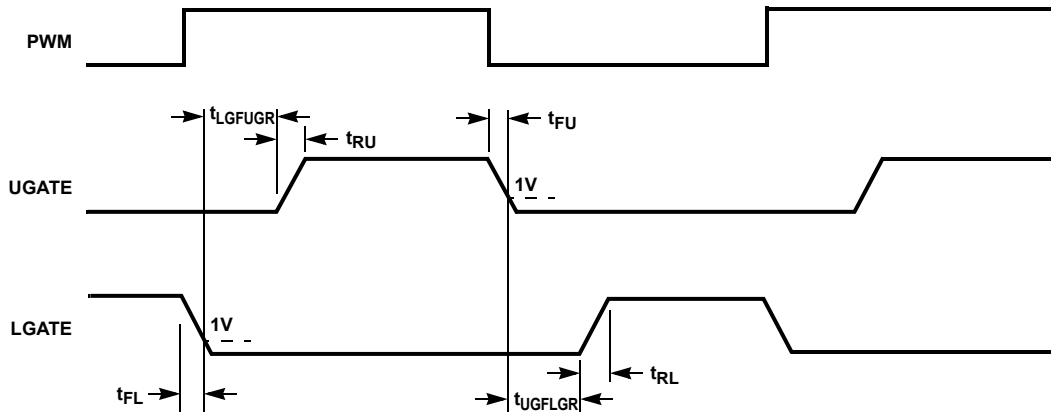 PWM
tLGFUGR
tFU
tRU
UGATE
1V
1V
LGATE
tRL
tFL
tUGFLGR